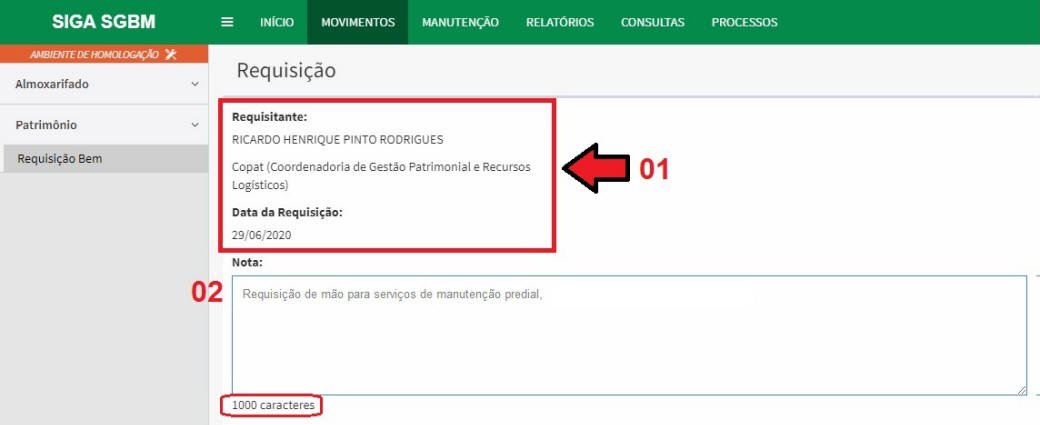 SIGA SGBM
INÍCIO MOVIMENTOS MANUTENÇÃO RELATÓRIOS CONSULTAS PROCESSOS
AMBIENTE DE HOMOLOGAÇÃO
Almoxarifado
Patrimônio
Requisição Bem
Requisição
Requisitante:
RICARDO HENRIQUE PINTO RODRIGUES
Copat (Coordenadoria de Gestão Patrimonial e Recursos
Logísticos)
01
Data da Requisição:
29/06/2020
Nota:
02
Requisição de mão para serviços de manutenção predial,
1000 caracteres